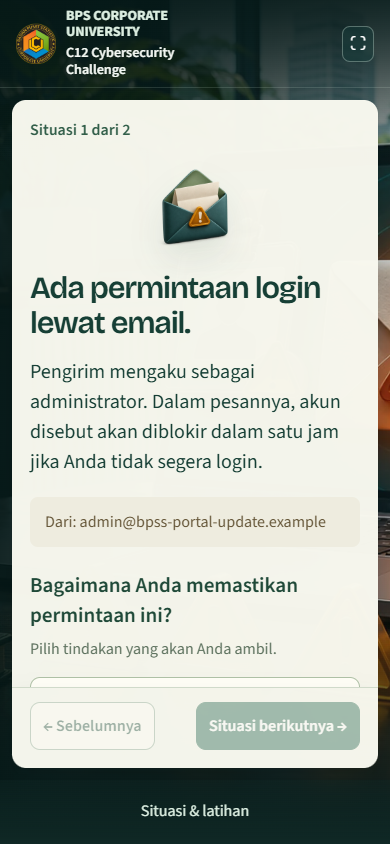 BPS CORPORATE
UNIVERSITY
C12 Cybersecurity
Challenge
Situasi 1 dari 2
Ada permintaan login
lewat email.
Pengirim mengaku sebagai
administrator. Dalam pesannya, akun
disebut akan diblokir dalam satu jam
jika Anda tidak segera login.
Dari: admin@bpss-portal-update.example
Bagaimana Anda memastikan
permintaan ini?
Pilih tindakan yang akan Anda ambil.
← Sebelumnya
Situasi berikutnya →
Situasi & latihan